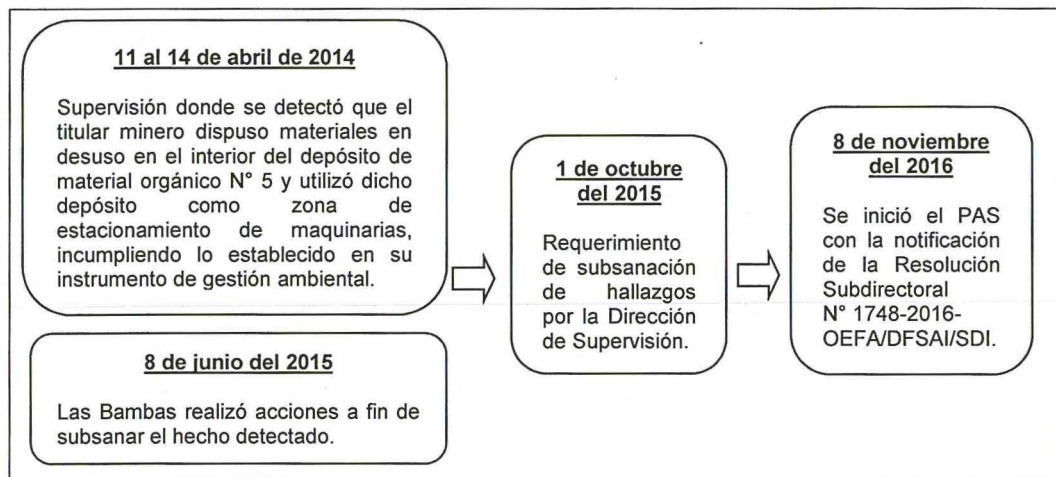 11 al 14 de abril de 2014
Supervisión donde se detectó que el
titular minero dispuso materiales en
desuso en el interior del depósito de
material orgánico N° 5 y utilizó dicho
depósito como zona de
estacionamiento de maquinarias,
incumpliendo lo establecido en su
instrumento de gestión ambiental.
8 de junio del 2015
Las Bambas realizó acciones a fin de
subsanar el hecho detectado.
1 de octubre
del 2015
Requerimiento
de subsanación
de hallazgos
por la Dirección
de Supervisión.
8 de noviembre
del 2016
Se inició el PAS
con la notificación
de la Resolución
Subdirectoral
N° 1748-2016-
OEFA/DFSAI/SDI.